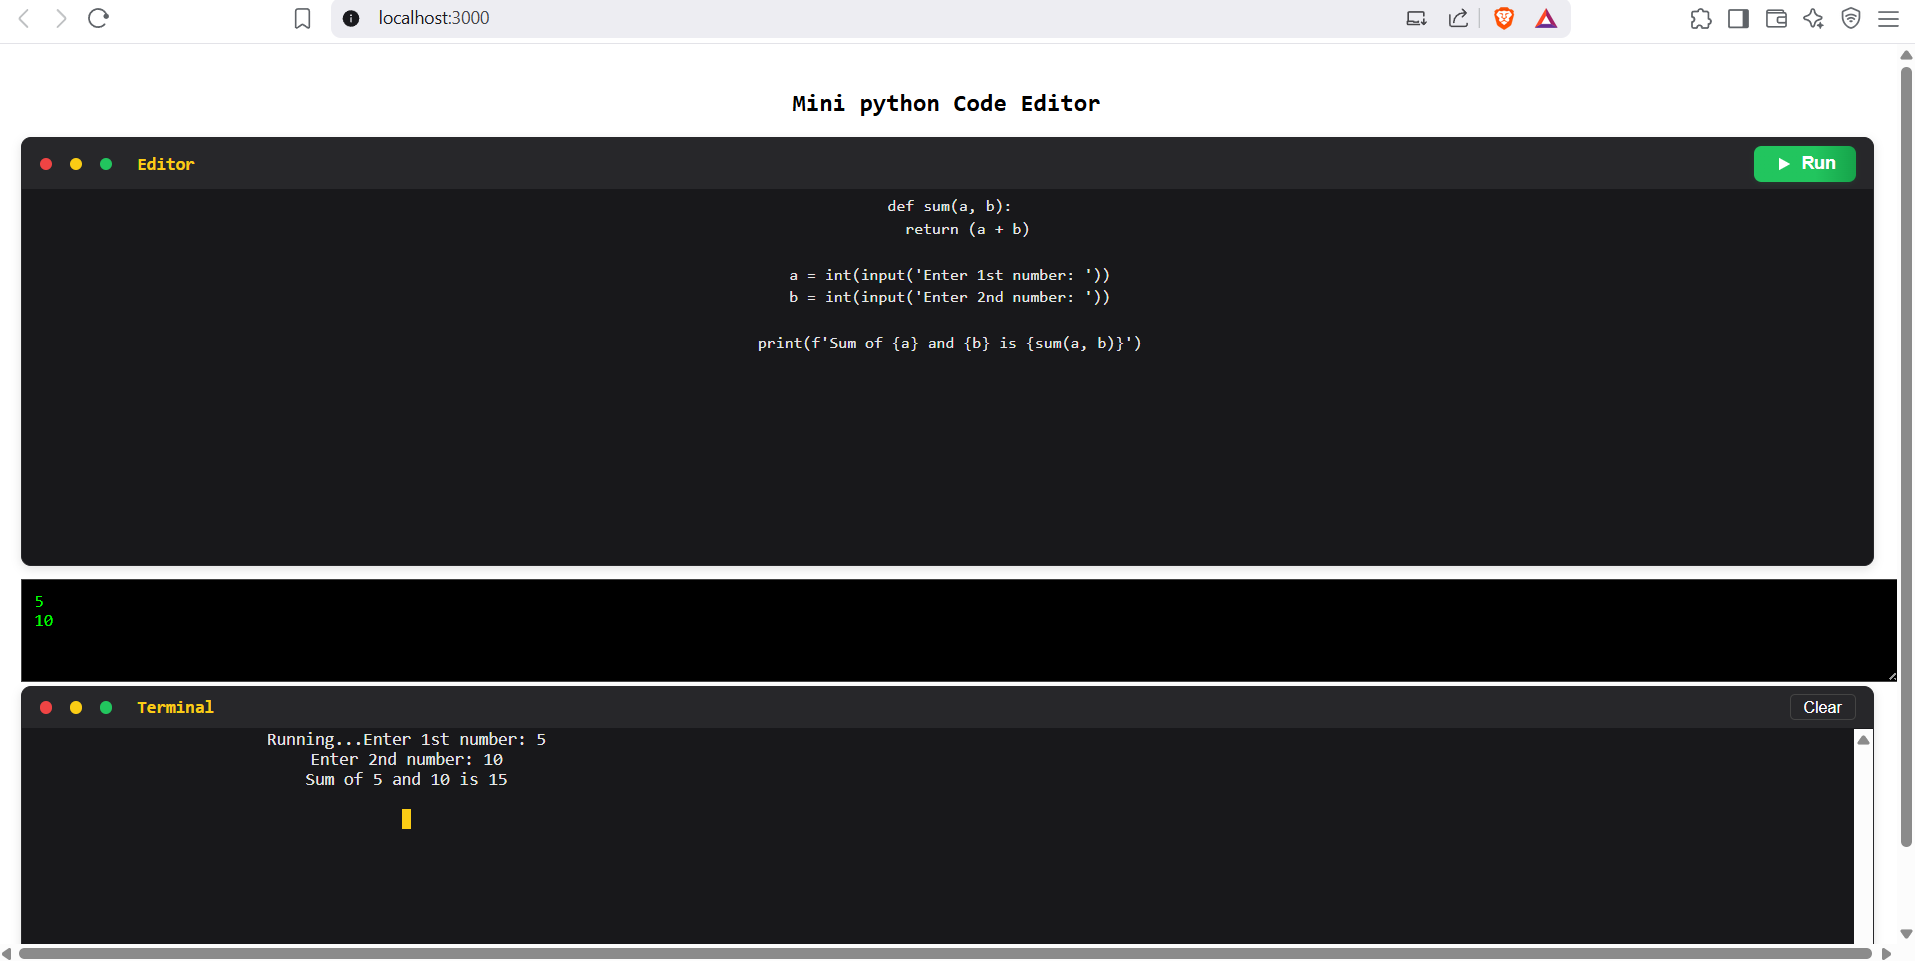 localhost:3000
Mini python Code Editor
Editor
Run
def sum(a, b):
  return (a + b)
a = int(input('Enter 1st number: '))
b = int(input('Enter 2nd number: '))
print(f'Sum of {a} and {b} is {sum(a, b)}')
5
10
Terminal
Clear
Running...Enter 1st number: 5
Enter 2nd number: 10
Sum of 5 and 10 is 15